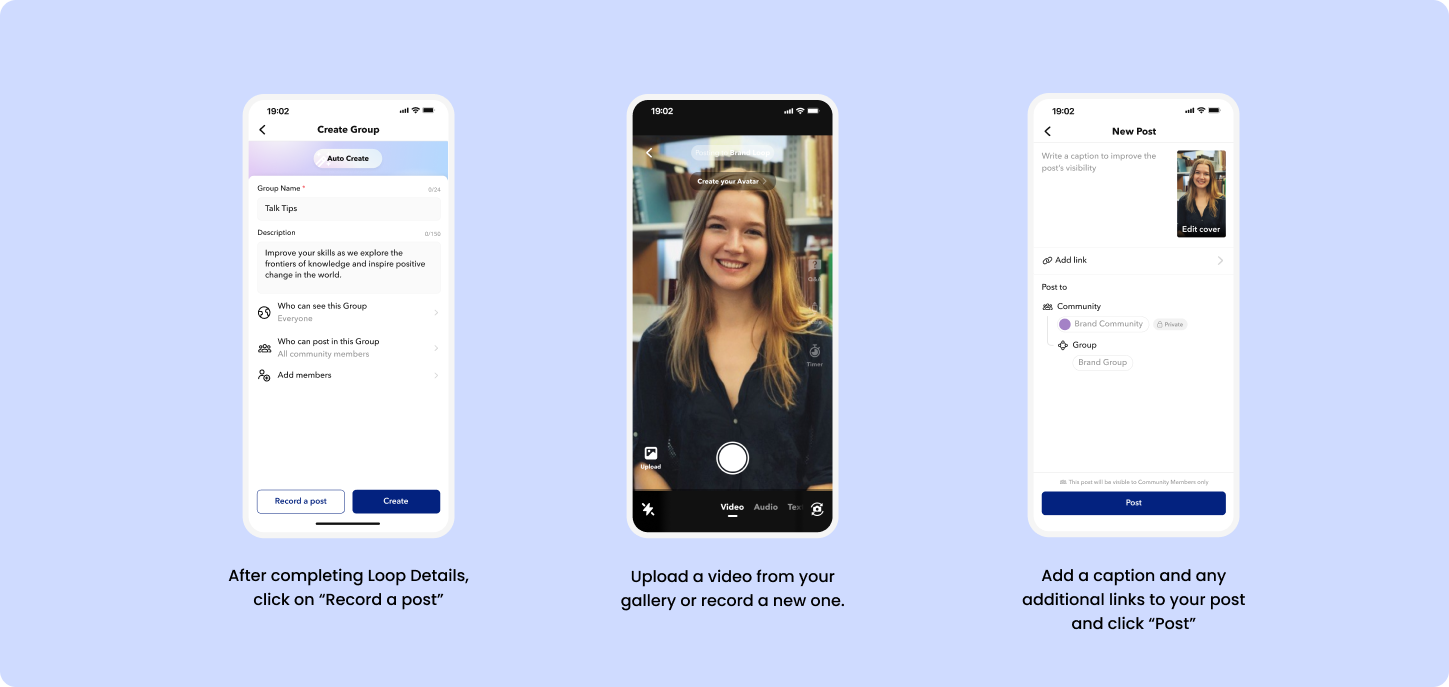 19:02
Create Group
Auto Create
Group Name *
0/24
Talk Tips
Description
0/150
Improve your skills as we explore the
frontiers of knowledge and inspire positive
change in the world.
Who can see this Group
Everyone
Who can post in this Group
All community members
Add members
Record a post
Create
After completing Loop Details,
click on “Record a post”
19:02
Create your Avatar
Q&A
Timer
Upload
Video
Audio
Upload a video from your
gallery or record a new one.
19:02
New Post
Write a caption to improve the
post's visibility
Edit cover
Add link
Post to
Community
Brand Community
Private
Group
Brand Group
This post will be visible to Community Members only
Post
Add a caption and any
additional links to your post
and click “Post”